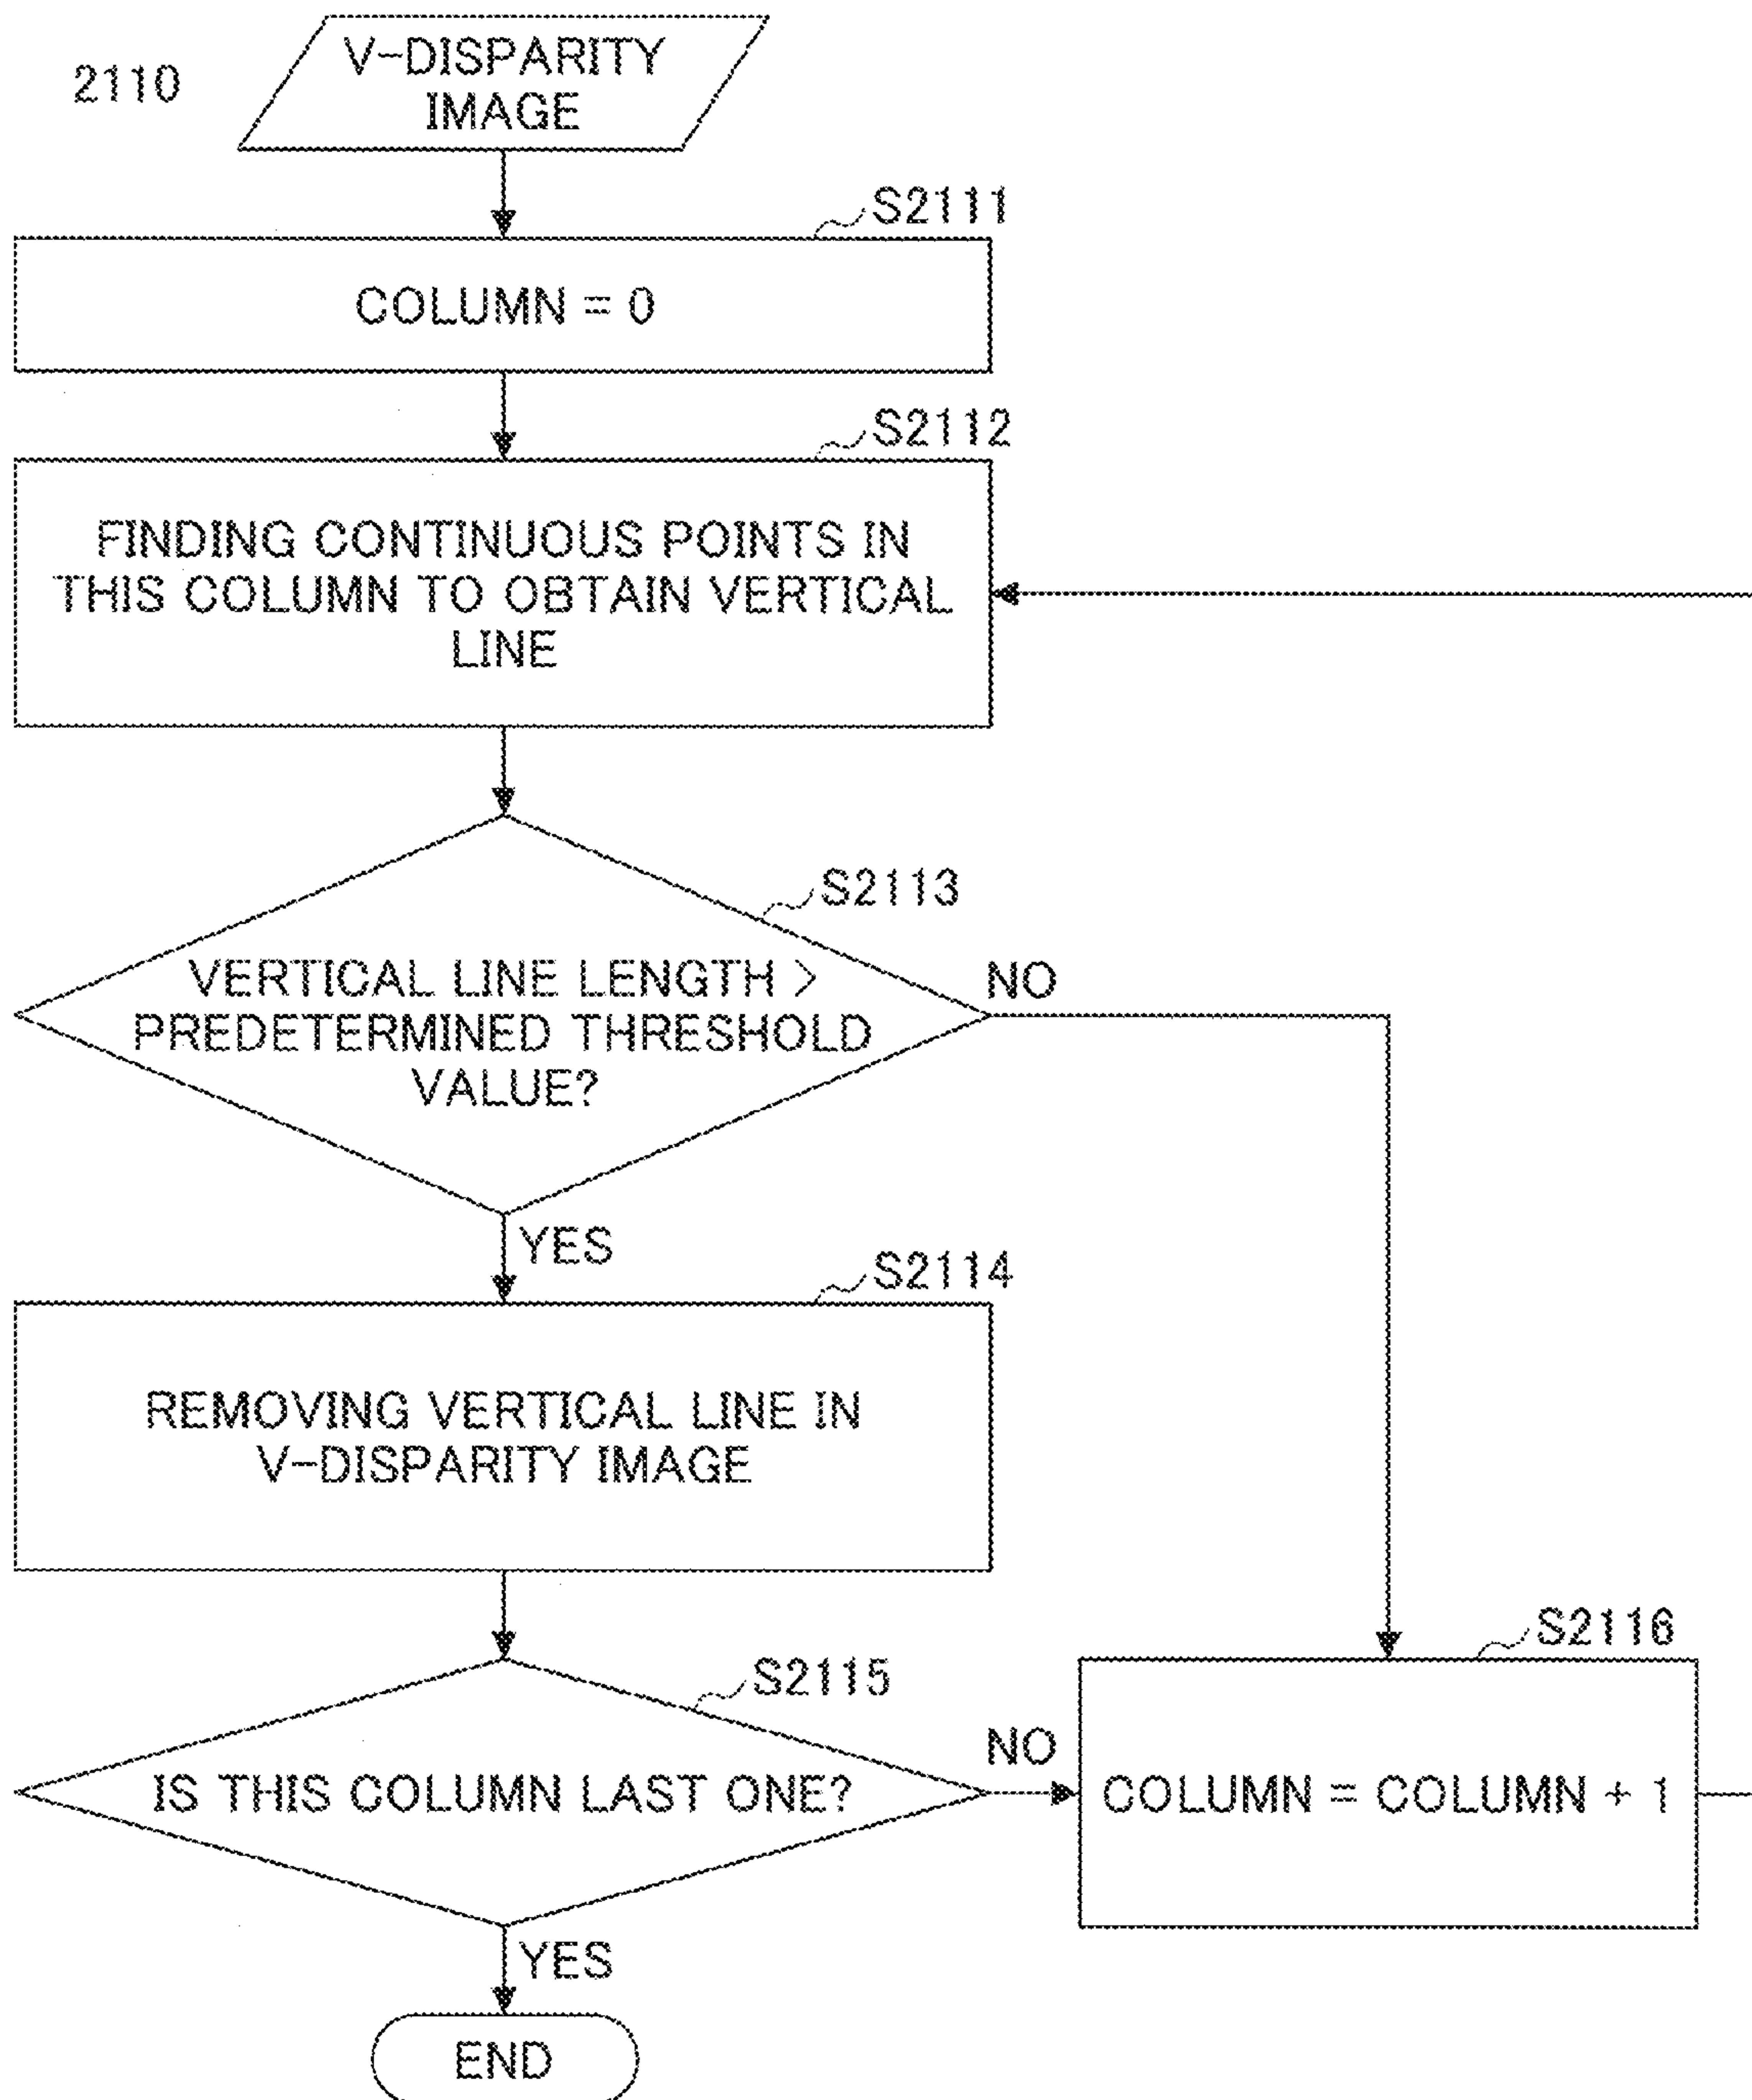 2110
V-DISPARITY
IMAGE
S2111
COLUMN = 0
S2112
FINDING CONTINUOUS POINTS IN
THIS COLUMN TO OBTAIN VERTICAL
LINE
S2113
VERTICAL LINE LENGTH >
PREDETERMINED THRESHOLD
VALUE?
NO
YES
S2114
REMOVING VERTICAL LINE IN
V-DISPARITY IMAGE
S2115
IS THIS COLUMN LAST ONE?
NO
S2116
COLUMN = COLUMN + 1
YES
END